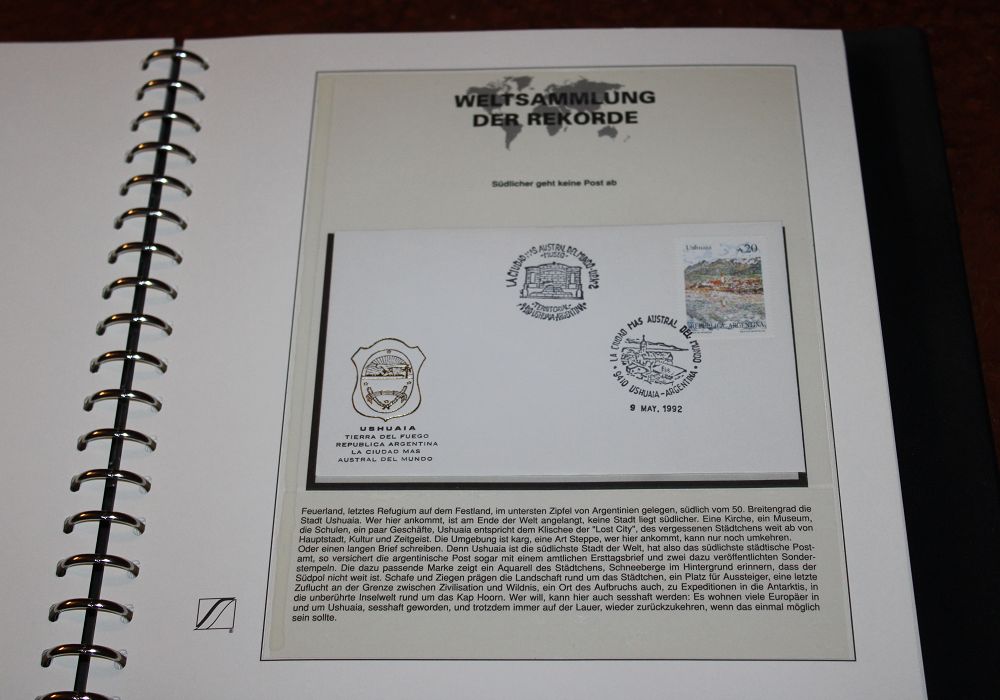 WELTSAMMLUNG
DER REKORDE
Südlicher geht keine Post ab
LA CIUDAD MAS AUSTRAL DEL MUNDO
MUSEO
TERRITORIAL
USHUAIA-ARGENTINA
Ushuaia
A20
REPUBLICA ARGENTINA
LA CIUDAD MAS AUSTRAL DEL MUNDO
9410 USHUAIA-ARGENTINA
9 MAY. 1992
USHUAIA
TIERRA DEL FUEGO
REPUBLICA ARGENTINA
LA CIUDAD MAS
AUSTRAL DEL MUNDO
Feuerland, letztes Refugium auf dem Festland, im untersten Zipfel von Argentinien gelegen, südlich vom 50. Breitengrad die
Stadt Ushuaia. Wer hier ankommt, ist am Ende der Welt angelangt, keine Stadt liegt südlicher. Eine Kirche, ein Museum,
die Schulen, ein paar Geschäfte, Ushuaia entspricht dem Klischee der "Lost City", des vergessenen Städtchens weit ab von
Hauptstadt, Kultur und Zeitgeist. Die Umgebung ist karg, eine Art Steppe, wer hier ankommt, kann nur noch umkehren.
Oder einen langen Brief schreiben. Denn Ushuaia ist die südlichste Stadt der Welt, hat also das südlichste städtische Post-
amt, so versichert die argentinische Post sogar mit einem amtlichen Ersttagsbrief und zwei dazu veröffentlichten Sonder-
stempeln. Die dazu passende Marke zeigt ein Aquarell des Städtchens, Schneeberge im Hintergrund erinnern, dass der
Südpol nicht weit ist. Schafe und Ziegen prägen die Landschaft rund um das Städtchen, ein Platz für Aussteiger, eine letzte
Zuflucht an der Grenze zwischen Zivilisation und Wildnis, ein Ort des Aufbruchs auch, zu Expeditionen in die Antarktis, in
die unberührte Inselwelt rund um das Kap Hoorn. Wer will, kann hier auch sesshaft werden: Es wohnen viele Europäer in
und um Ushuaia, sesshaft geworden, und trotzdem immer auf der Lauer, wieder zurückzukehren, wenn das einmal möglich
sein sollte.